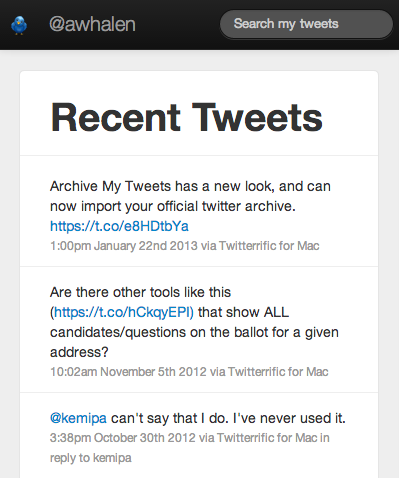 @awhalen
Search my tweets
Recent Tweets
Archive My Tweets has a new look, and can
now import your official twitter archive.
https://t.co/e8HDtbYa
1:00pm January 22nd 2013 via Twitterrific for Mac
Are there other tools like this
(https://t.co/hCkqyEPI) that show ALL
candidates/questions on the ballot for a given
address?
10:02am November 5th 2012 via Twitterrific for Mac
@kemipa can't say that I do. I've never used it.
3:38pm October 30th 2012 via Twitterrific for Mac in
reply to kemipa